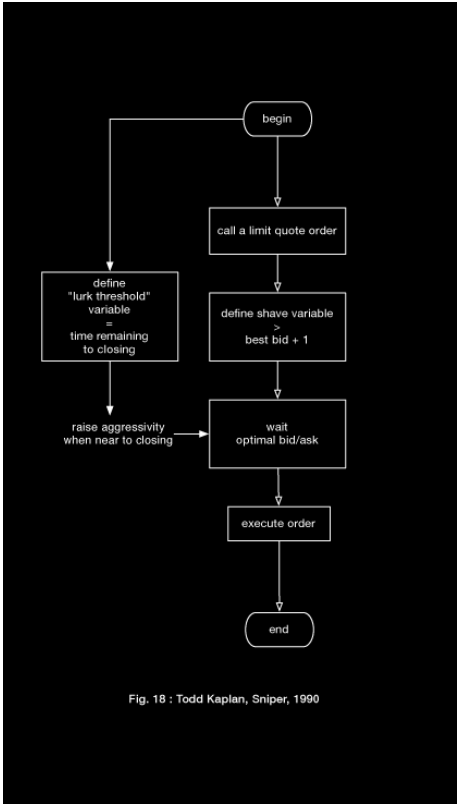 begin
call a limit quote order
define
"lurk threshold"
variable
=
time remaining
to closing
define shave variable
>
best bid + 1
raise aggressivity
when near to closing
wait
optimal bid/ask
execute order
end
Fig. 18 : Todd Kaplan, Sniper, 1990